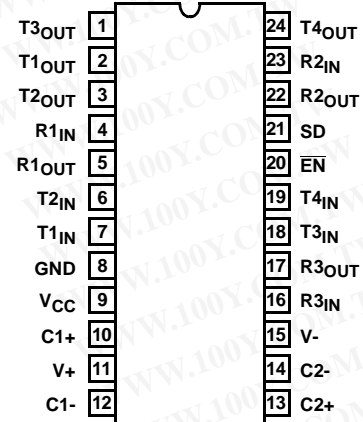 T3OUT 1 24 T4OUT
T1OUT 2 23 R2IN
T2OUT 3 22 R2OUT
R1IN 4 21 SD
R1OUT 5 20 EN
T2IN 6 19 T4IN
T1IN 7 18 T3IN
GND 8 17 R3OUT
VCC 9 16 R3IN
C1+ 10 15 V-
V+ 11 14 C2-
C1- 12 13 C2+